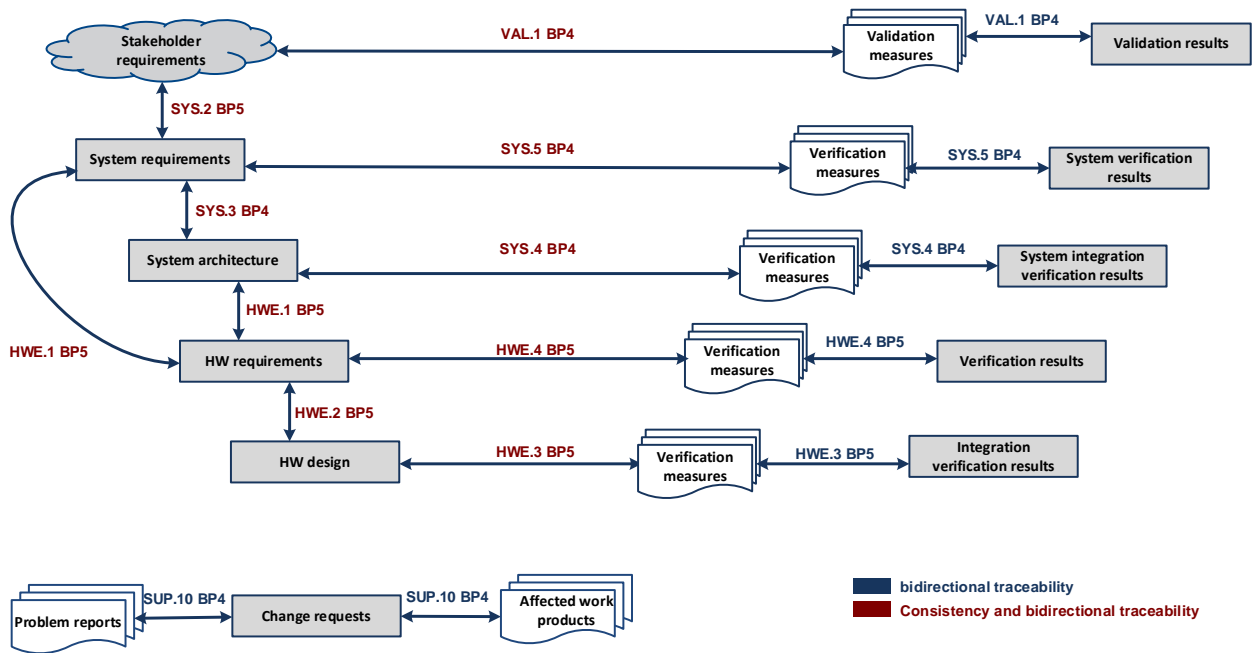 Stakeholder
requirements
VAL.1 BP4
Validation
measures
VAL.1 BP4
Validation results
SYS.2 BP5
System requirements
SYS.5 BP4
Verification
measures
SYS.5 BP4
System verification
results
SYS.3 BP4
System architecture
SYS.4 BP4
Verification
measures
SYS.4 BP4
System integration
verification results
HWE.1 BP5
HWE.1 BP5
HW requirements
HWE.4 BP5
Verification
measures
HWE.4 BP5
Verification results
HWE.2 BP5
HW design
HWE.3 BP5
Verification
measures
HWE.3 BP5
Integration
verification results
Problem reports
SUP.10 BP4
Change requests
SUP.10 BP4
Affected work
products
bidirectional traceability
Consistency and bidirectional traceability